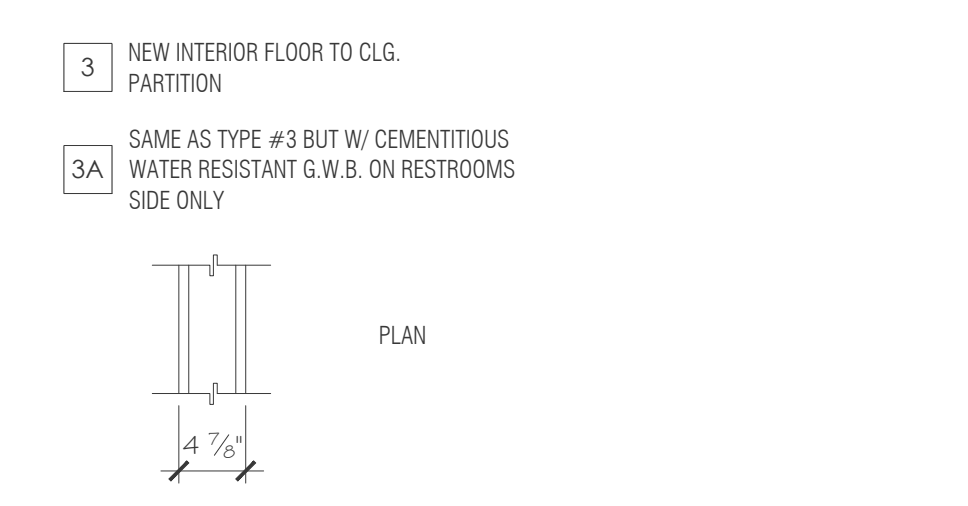 3 NEW INTERIOR FLOOR TO CLG.
PARTITION
SAME AS TYPE #3 BUT W/ CEMENTITIOUS
3A WATER RESISTANT G.W.B. ON RESTROOMS
SIDE ONLY
PLAN
4 7/8"